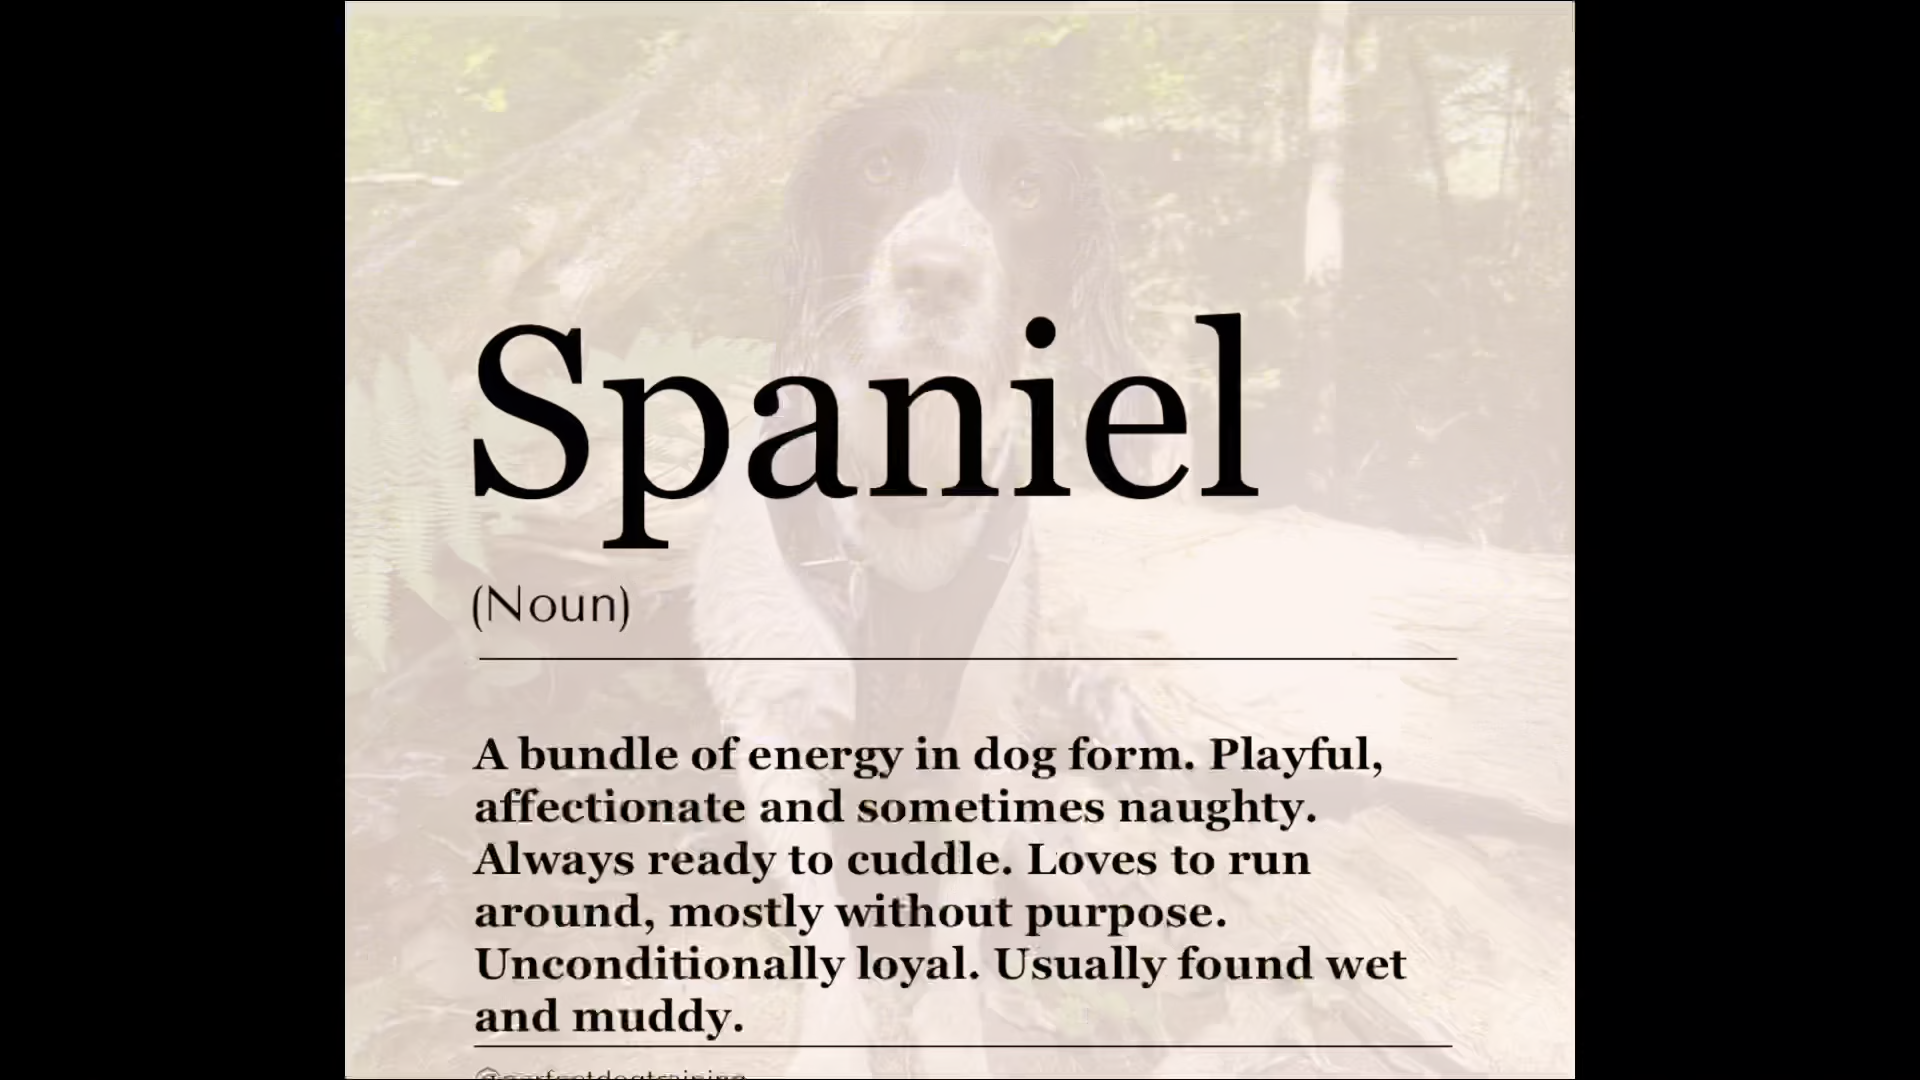 Spaniel
(Noun)
A bundle of energy in dog form. Playful,
affectionate and sometimes naughty.
Always ready to cuddle. Loves to run
around, mostly without purpose.
Unconditionally loyal. Usually found wet
and muddy.
@perfectdogtraining